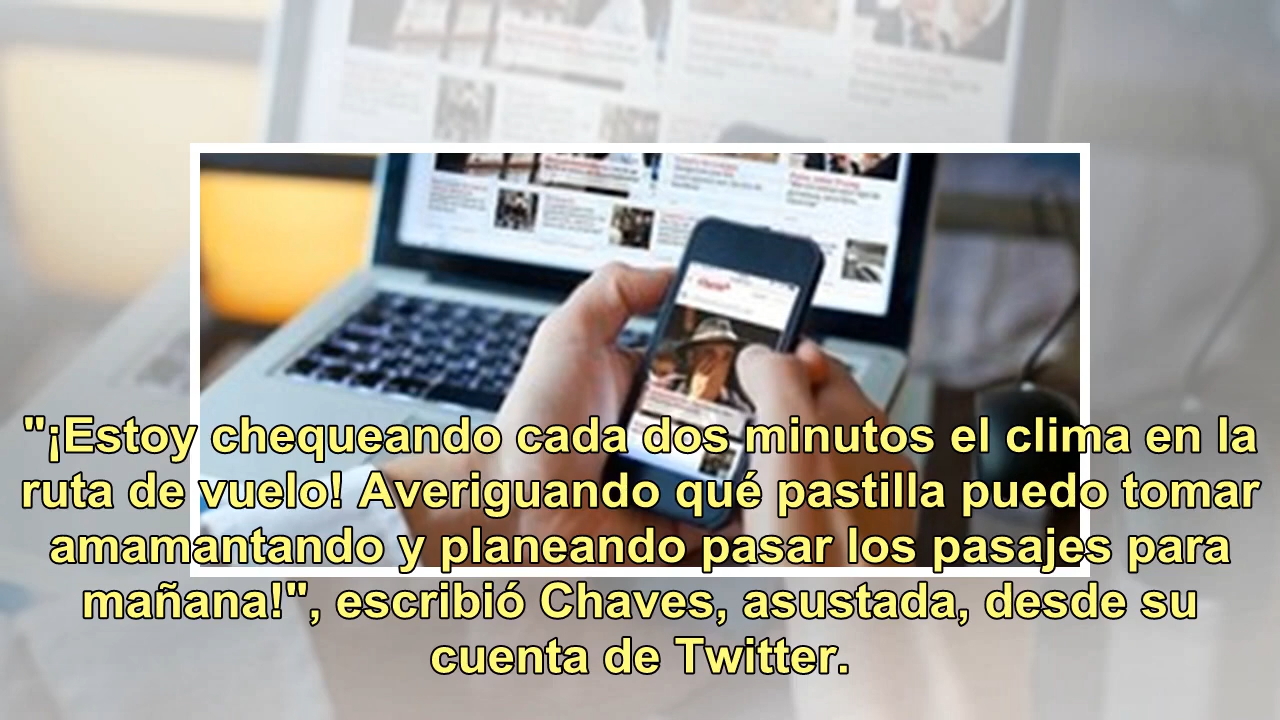 "¡Estoy chequeando cada dos minutos el clima en la
ruta de vuelo! Averiguando qué pastilla puedo tomar
amamantando y planeando pasar los pasajes para
mañana!", escribió Chaves, asustada, desde su
cuenta de Twitter.